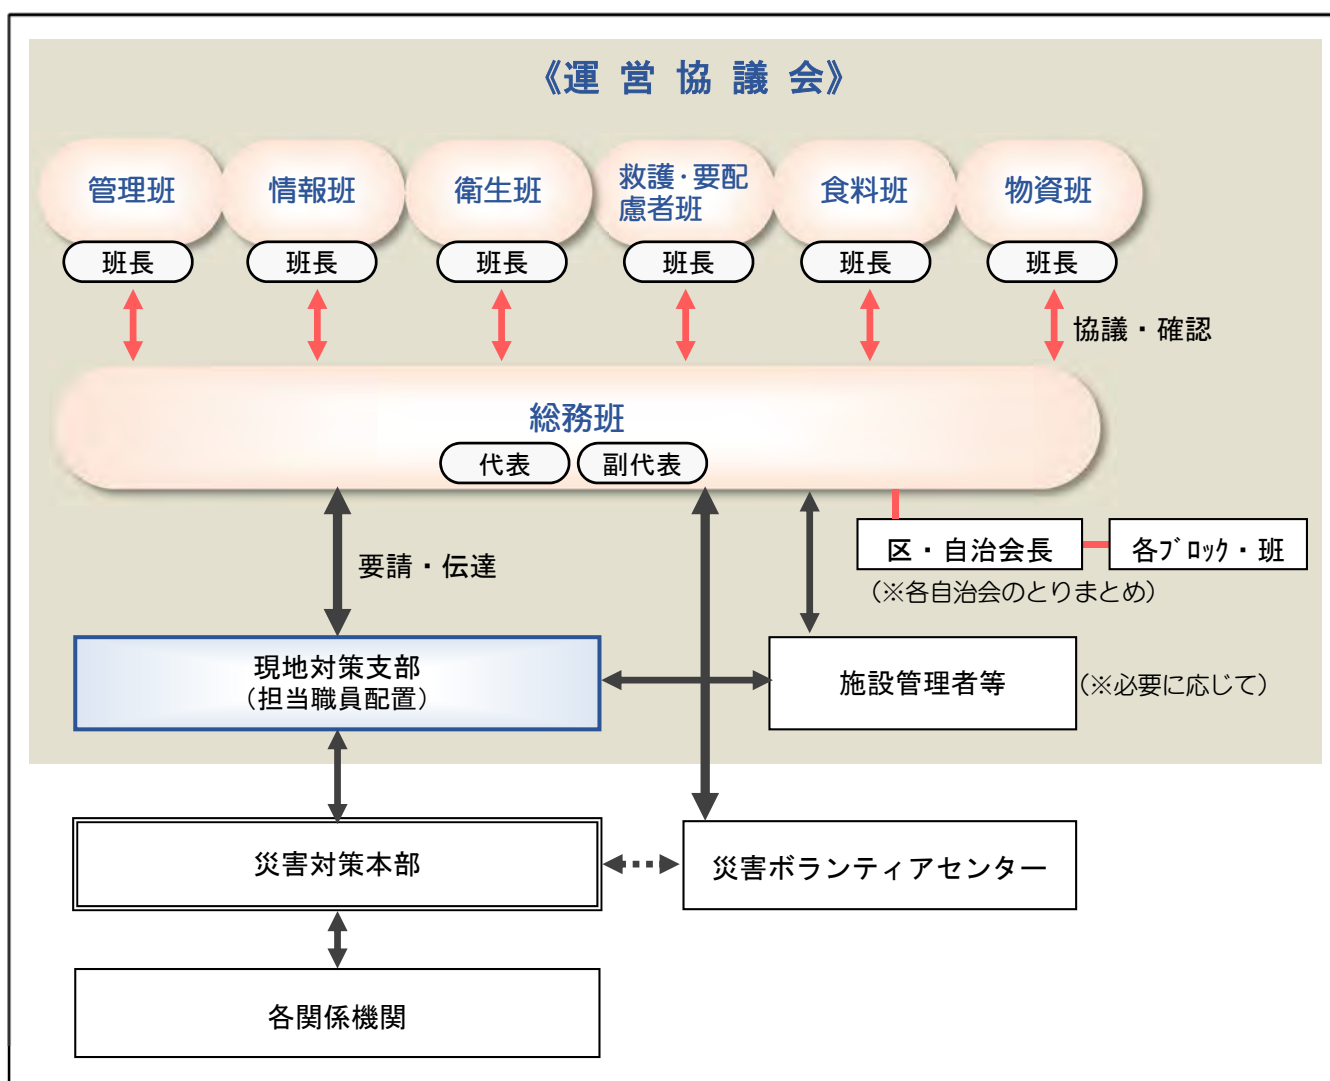 《運 営 協 議 会》
管理班
情報班
衛生班
救護・要配
慮者班
食料班
物資班
班長
班長
班長
班長
班長
班長
協議・確認
総務班
代表
副代表
要請・伝達
区・自治会長
各ﾌﾞﾛｯｸ・班
(※各自治会のとりまとめ)
現地対策支部
(担当職員配置)
施設管理者等
(※必要に応じて)
災害対策本部
災害ボランティアセンター
各関係機関